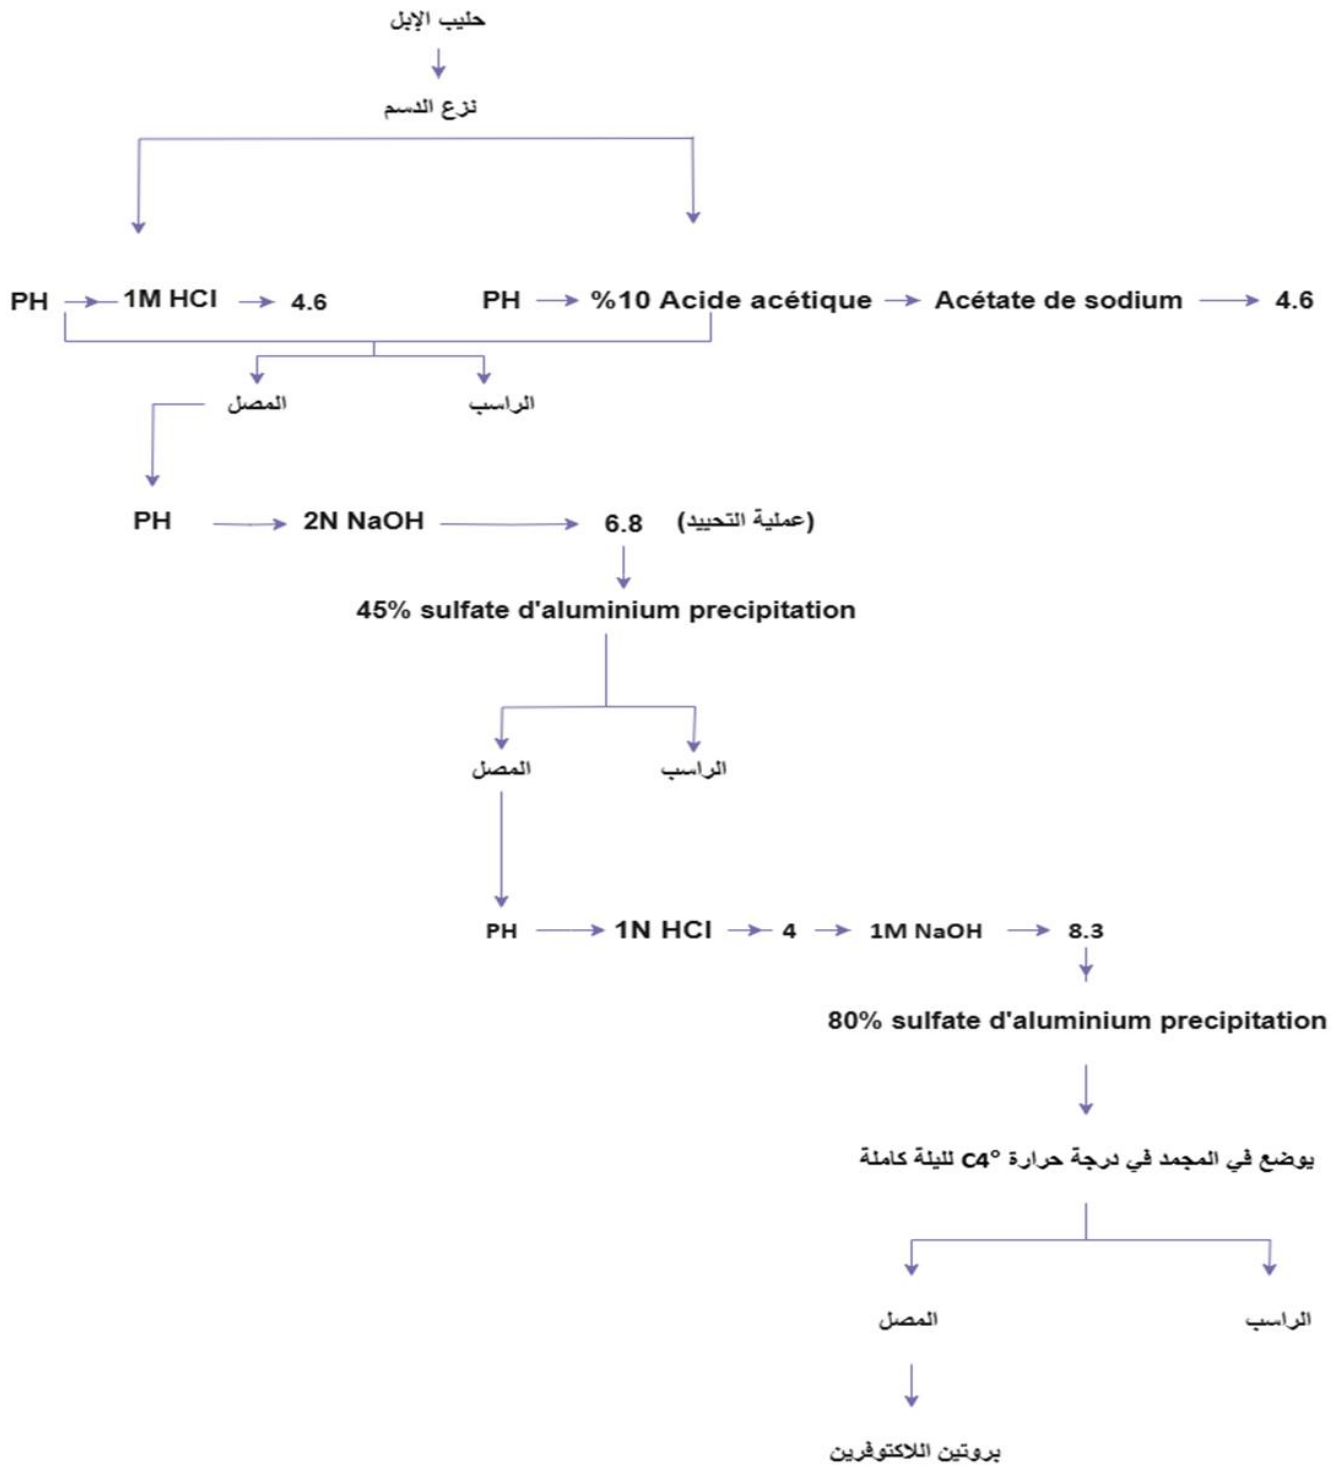 حليب الإبل
نزع الدسم
PH 1M HCl 4.6
PH %10 Acide acétique Acétate de sodium 4.6
المصل
الراسب
PH 2N NaOH 6.8 (عملية التحييد)
45% sulfate d'aluminium precipitation
المصل
الراسب
PH 1N HCl 4 1M NaOH 8.3
80% sulfate d'aluminium precipitation
يوضع في المجمد في درجة حرارة C4° لليلة كاملة
المصل
الراسب
بروتين اللاكتوفرين